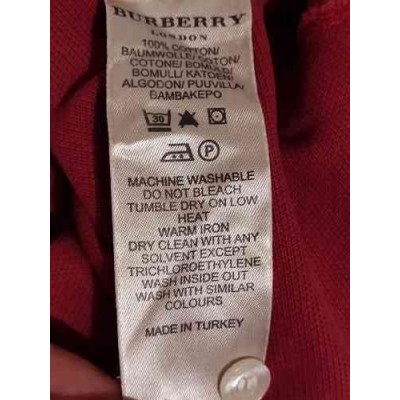 BURBERRY
LONDON
100% COTTON/
BAUMWOLLE/ COTON/
COTONE/ BOMULD/
BOMULL/ KATOEN/
ALGODON/ PUUVILLA/
BAMBAKEPO
30
P
MACHINE WASHABLE
DO NOT BLEACH
TUMBLE DRY ON LOW
HEAT
WARM IRON
DRY CLEAN WITH ANY
SOLVENT EXCEPT
TRICHLOROETHYLENE
WASH INSIDE OUT
WASH WITH SIMILAR
COLOURS
MADE IN TURKEY